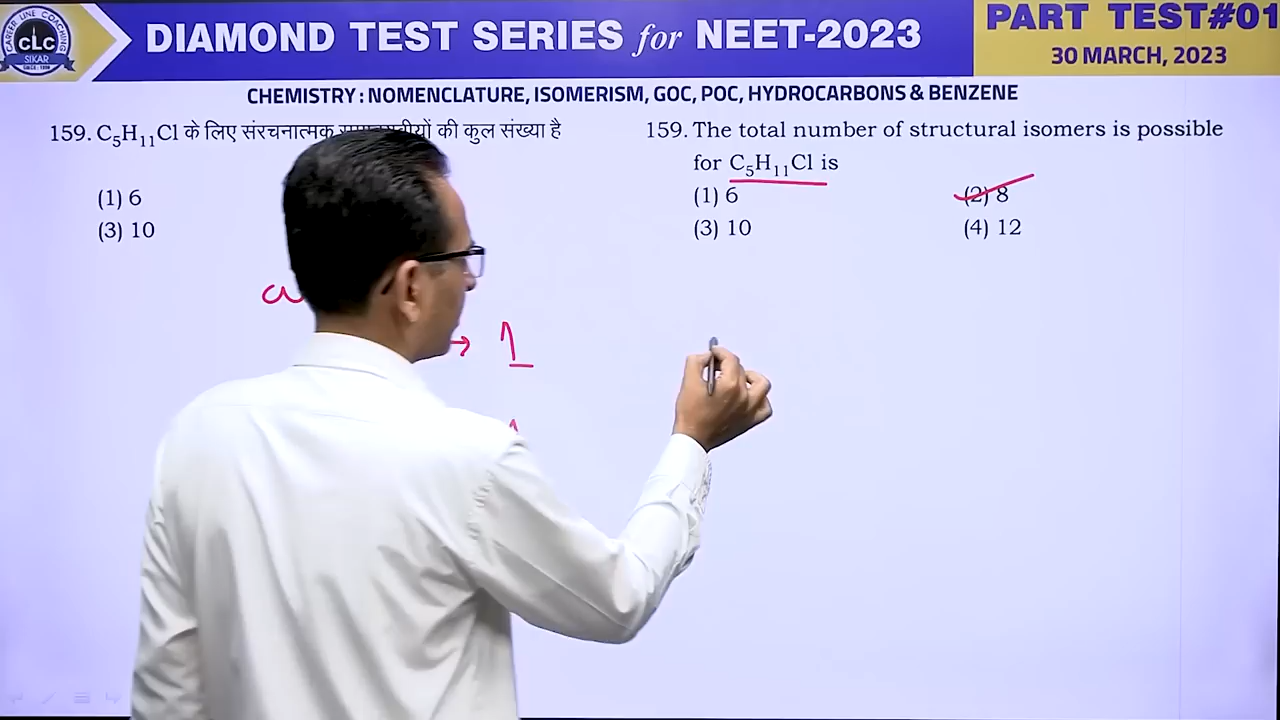 CAREER LINE COACHING
CLC
SIKAR
DIAMOND TEST SERIES for NEET-2023
PART TEST#01
30 MARCH, 2023
CHEMISTRY : NOMENCLATURE, ISOMERISM, GOC, POC, HYDROCARBONS & BENZENE
159. C₅H₁₁Cl के लिए संरचनात्मक की कुल संख्या है
(1) 6
(3) 10
159. The total number of structural isomers is possible
for C₅H₁₁Cl is
(1) 6 (2) 8
(3) 10 (4) 12
→ 1